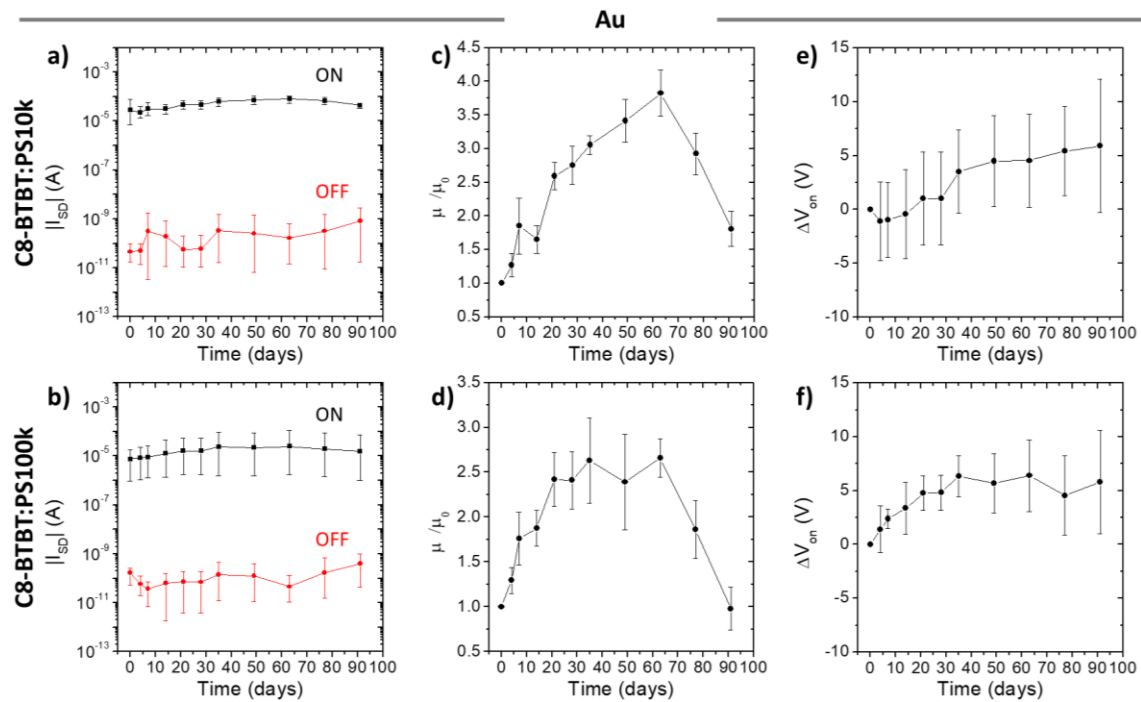 Au
C8-BTBT:PS10k
a)
ON
OFF
|I_SD| (A)
10⁻³
10⁻⁵
10⁻⁷
10⁻⁹
10⁻¹¹
10⁻¹³
0 10 20 30 40 50 60 70 80 90 100
Time (days)
c)
μ/μ₀
4.5
4.0
3.5
3.0
2.5
2.0
1.5
1.0
0.5
0 10 20 30 40 50 60 70 80 90 100
Time (days)
e)
ΔV_on (V)
15
10
5
0
-5
-10
0 10 20 30 40 50 60 70 80 90 100
Time (days)
C8-BTBT:PS100k
b)
ON
OFF
|I_SD| (A)
10⁻³
10⁻⁵
10⁻⁷
10⁻⁹
10⁻¹¹
10⁻¹³
0 10 20 30 40 50 60 70 80 90 100
Time (days)
d)
μ/μ₀
3.5
3.0
2.5
2.0
1.5
1.0
0.5
0 10 20 30 40 50 60 70 80 90 100
Time (days)
f)
ΔV_on (V)
15
10
5
0
-5
-10
0 10 20 30 40 50 60 70 80 90 100
Time (days)